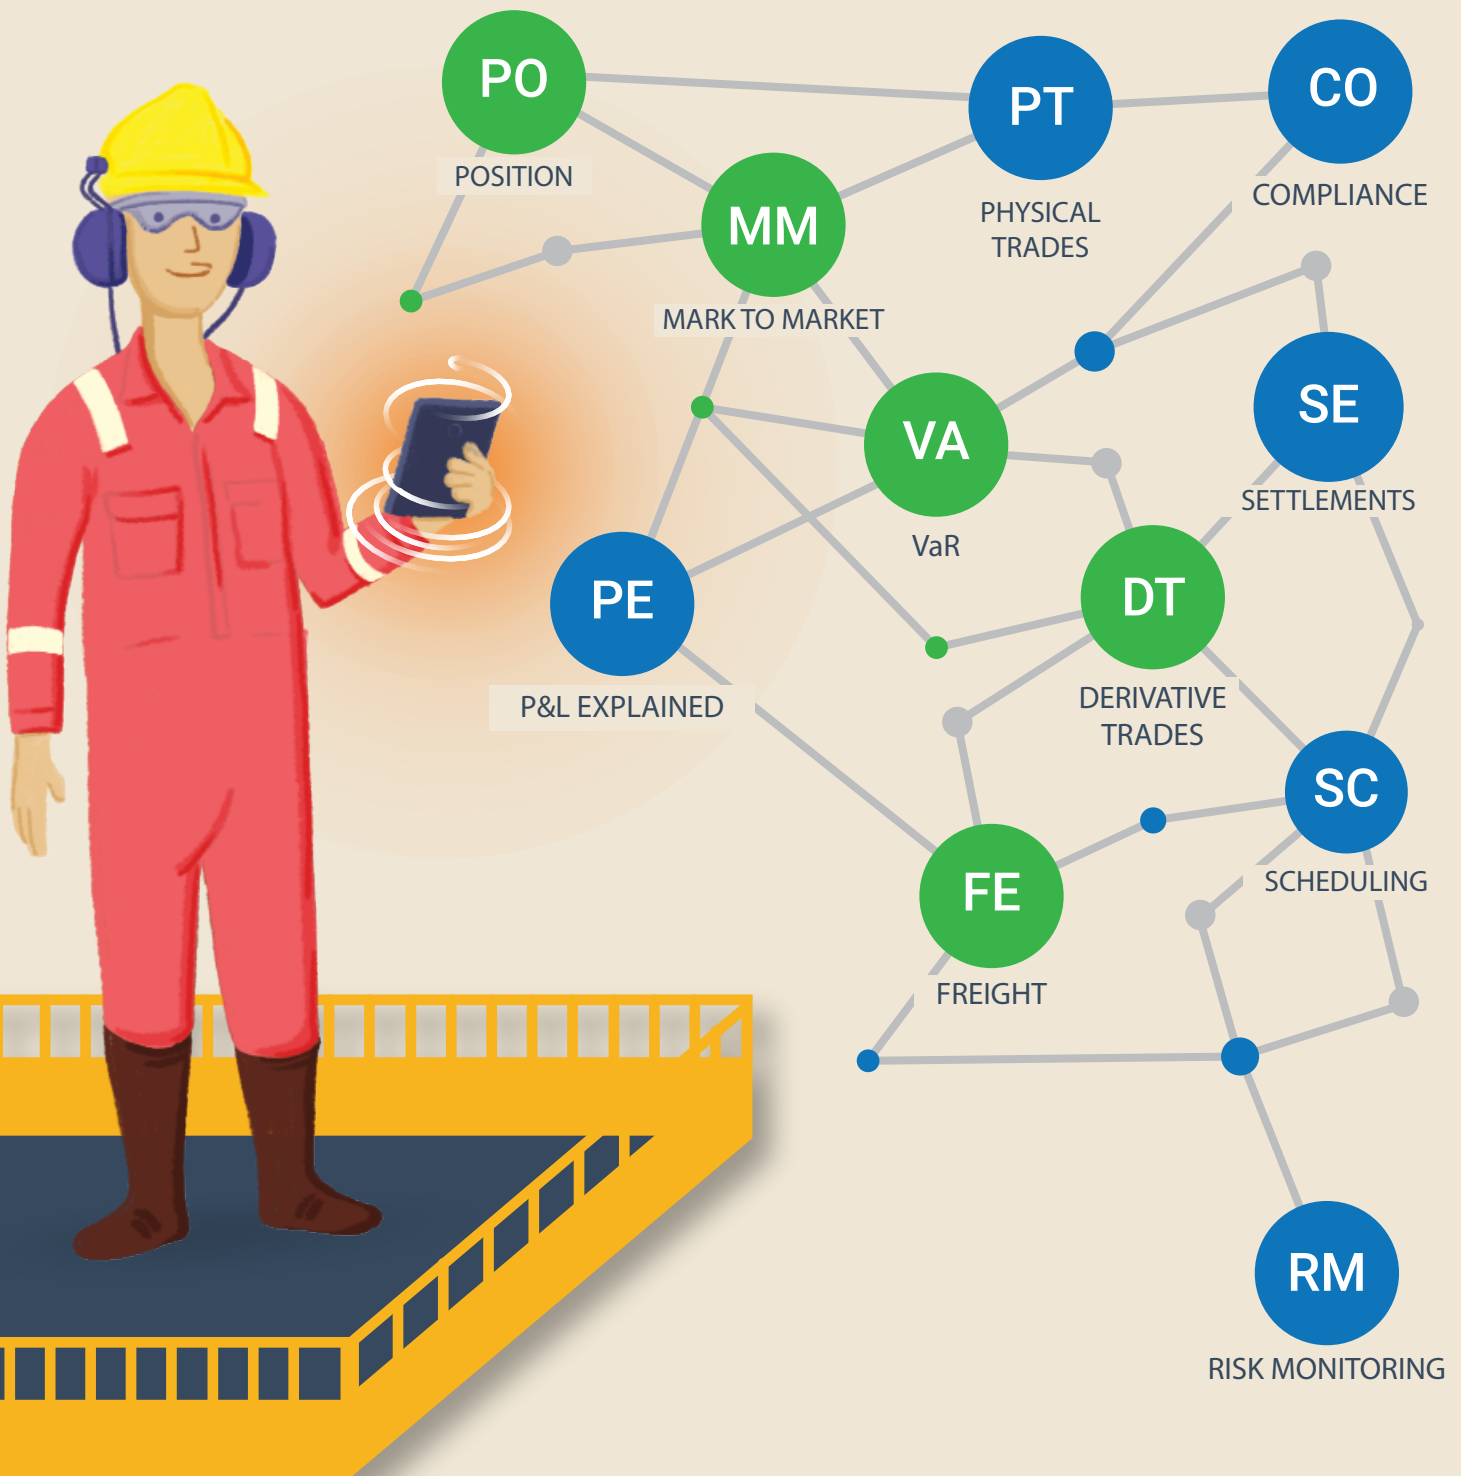 PO
POSITION
PT
PHYSICAL
TRADES
CO
COMPLIANCE
MM
MARK TO MARKET
VA
VaR
SE
SETTLEMENTS
PE
P&L EXPLAINED
DT
DERIVATIVE
TRADES
SC
SCHEDULING
FE
FREIGHT
RM
RISK MONITORING